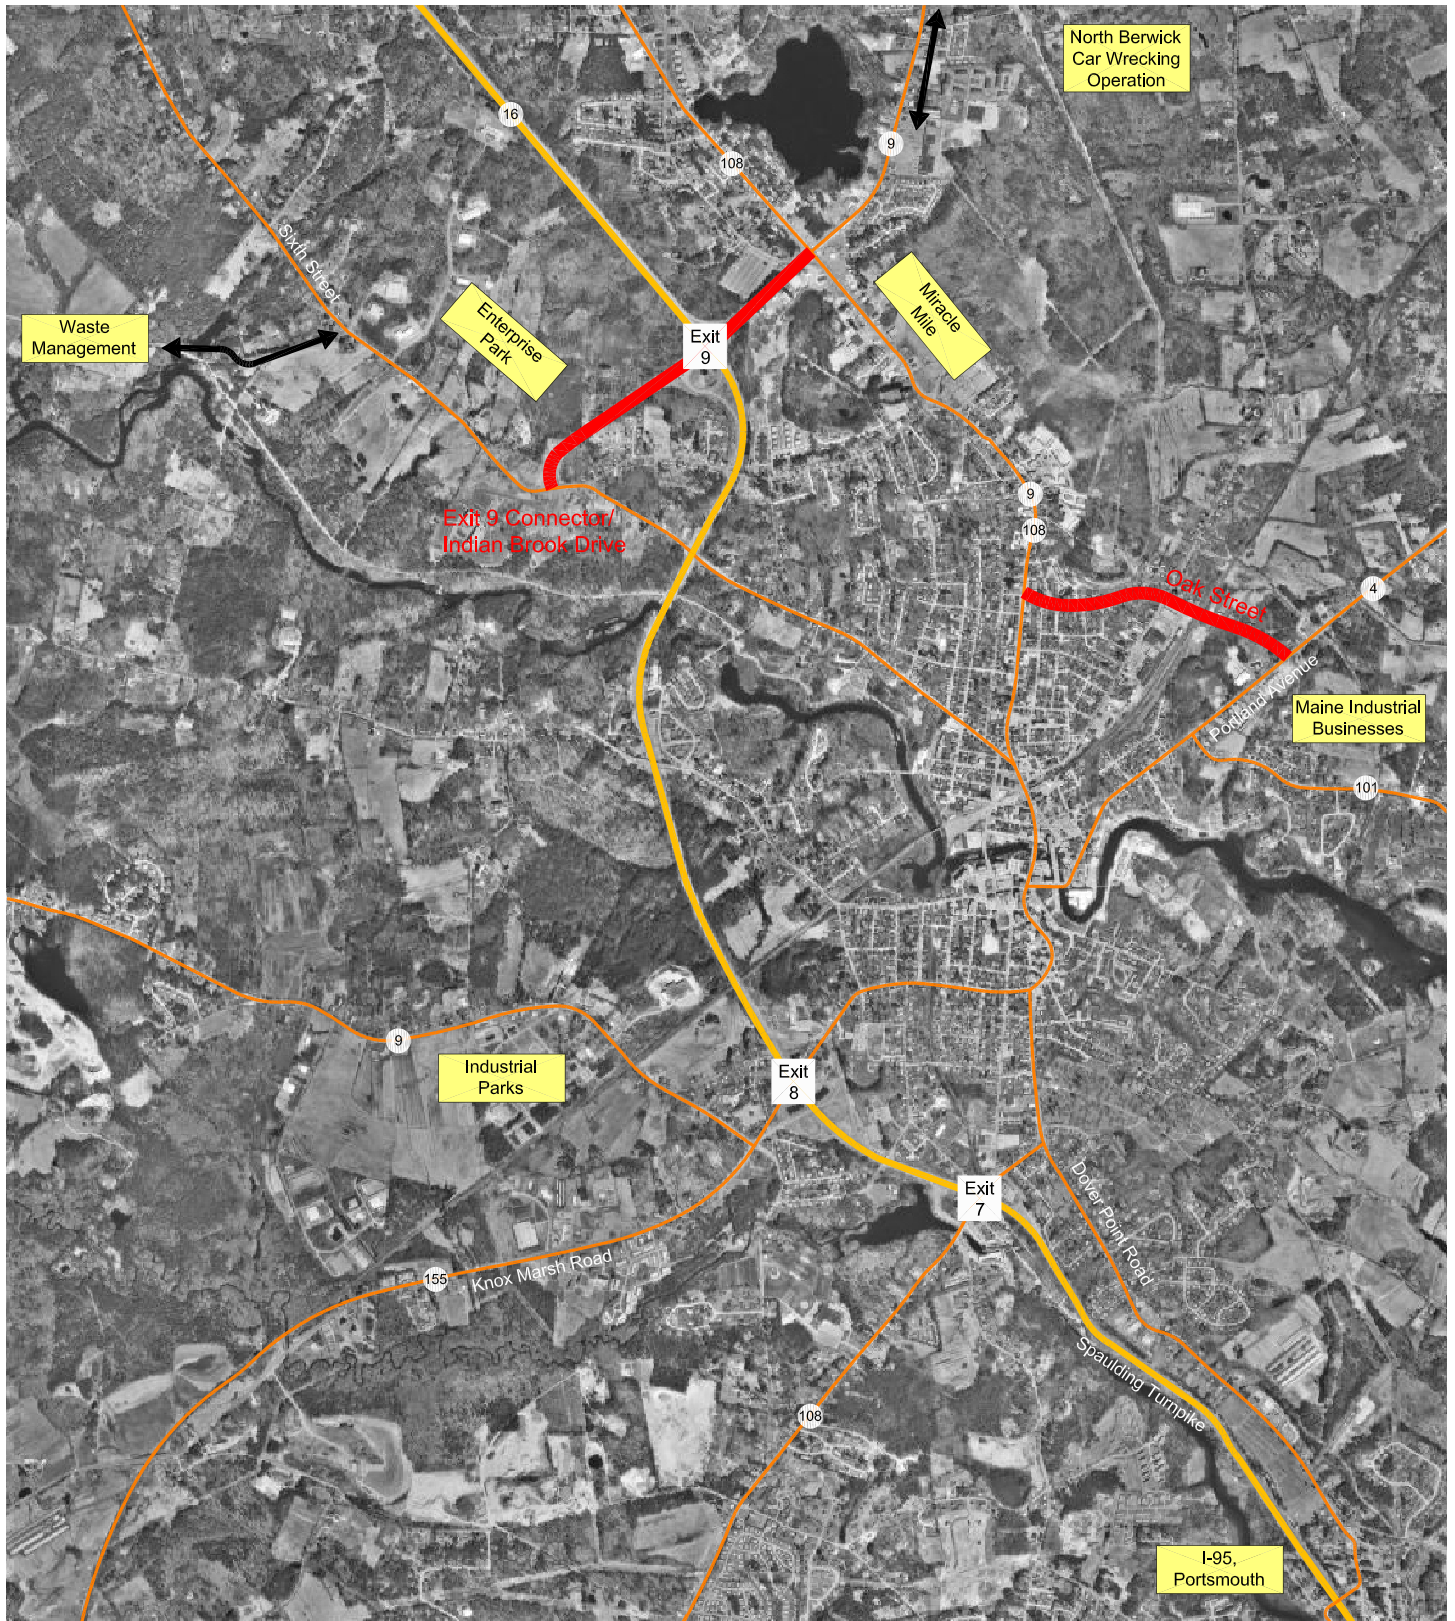 North Berwick
Car Wrecking
Operation
16
9
108
Sixth Street
Waste
Management
Enterprise
Park
Exit
9
Miracle
Mile
9
108
Exit 9 Connector/
Indian Brook Drive
Oak Street
4
Portland Avenue
Maine Industrial
Businesses
101
9
Industrial
Parks
Exit
8
Exit
7
Dover Point Road
155
Knox Marsh Road
Spaulding Turnpike
108
I-95,
Portsmouth